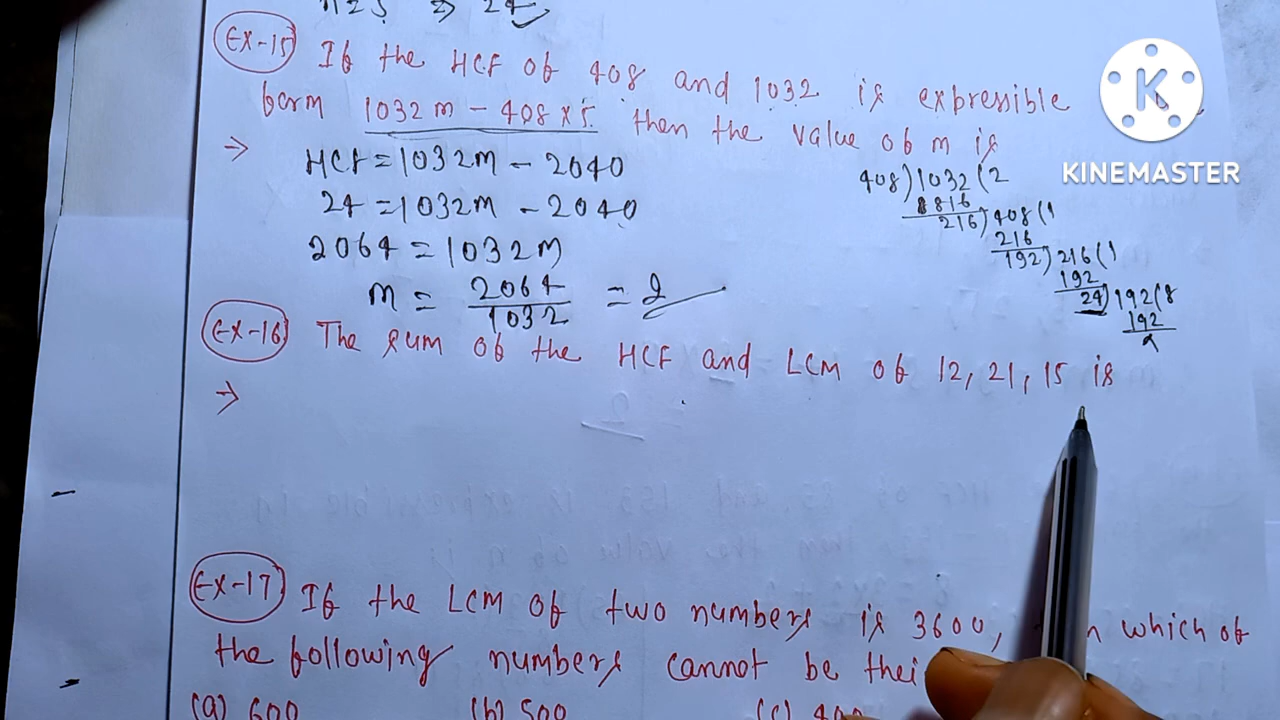 Ex-15 If the HCF of 408 and 1032 is expressible
form 1032 m - 408 x 5 then the value of m is
→ HCF = 1032m - 2040
24 = 1032m - 2040
2064 = 1032m
m = 2064/1032 = 2
408)1032(2
816
216)408(1
216
192)216(1
192
24)192(8
192
x
K
KINEMASTER
Ex-16 The sum of the HCF and LCM of 12, 21, 15 is
→
Ex-17 If the LCM of two numbers is 3600, which of
the following numbers cannot be
(a) 600 (b) 500 (c) 400